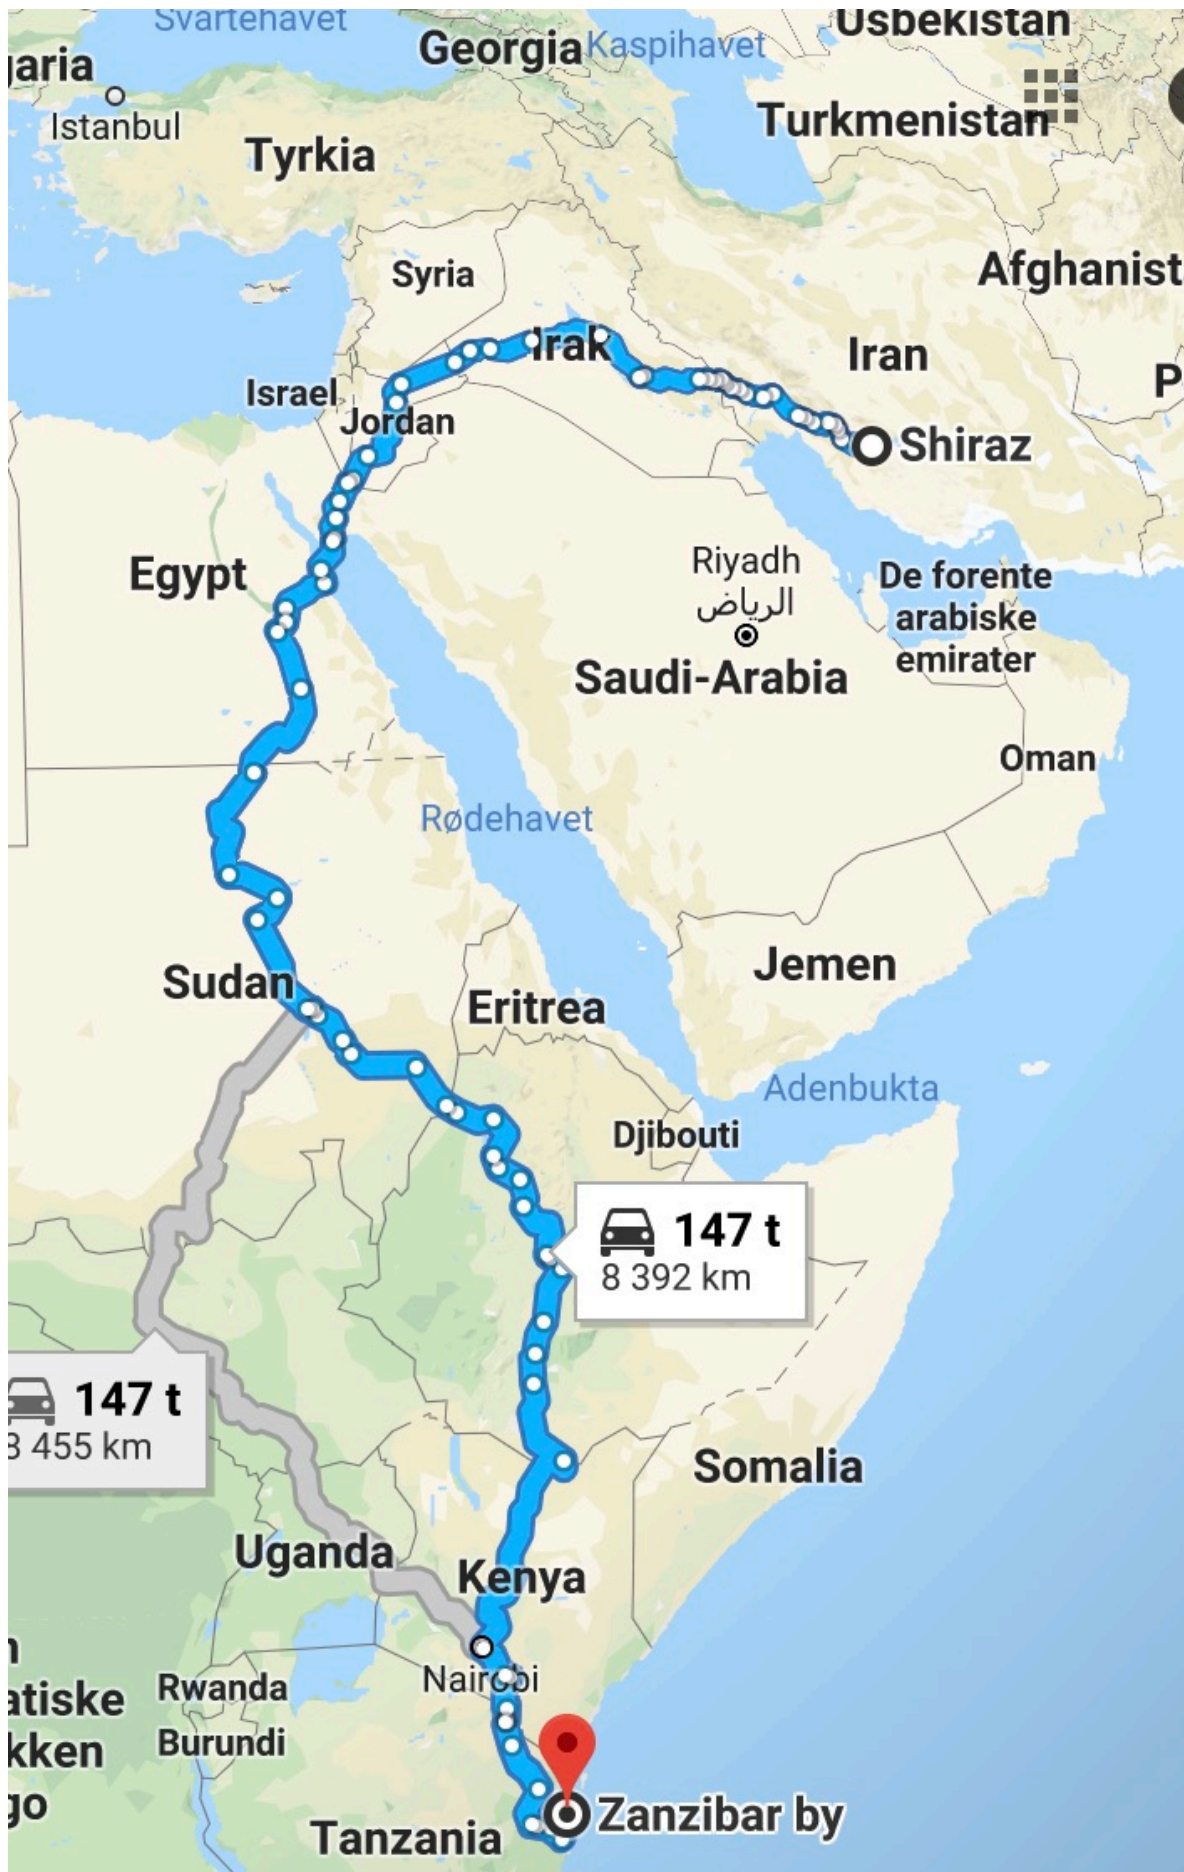 Svartehavet
Georgia
Kaspihavet
Usbekistan
garia
Istanbul
Tyrkia
Turkmenistan
Syria
Afghanist
Irak
Iran
Israel
Jordan
P
Shiraz
Egypt
Riyadh
الرياض
De forente
arabiske
emirater
Saudi-Arabia
Oman
Rødehavet
Jemen
Sudan
Eritrea
Adenbukta
Djibouti
147 t
8 392 km
147 t
3 455 km
Somalia
Uganda
Kenya
n
Nairobi
atiske
Rwanda
kken
Burundi
go
Zanzibar by
Tanzania